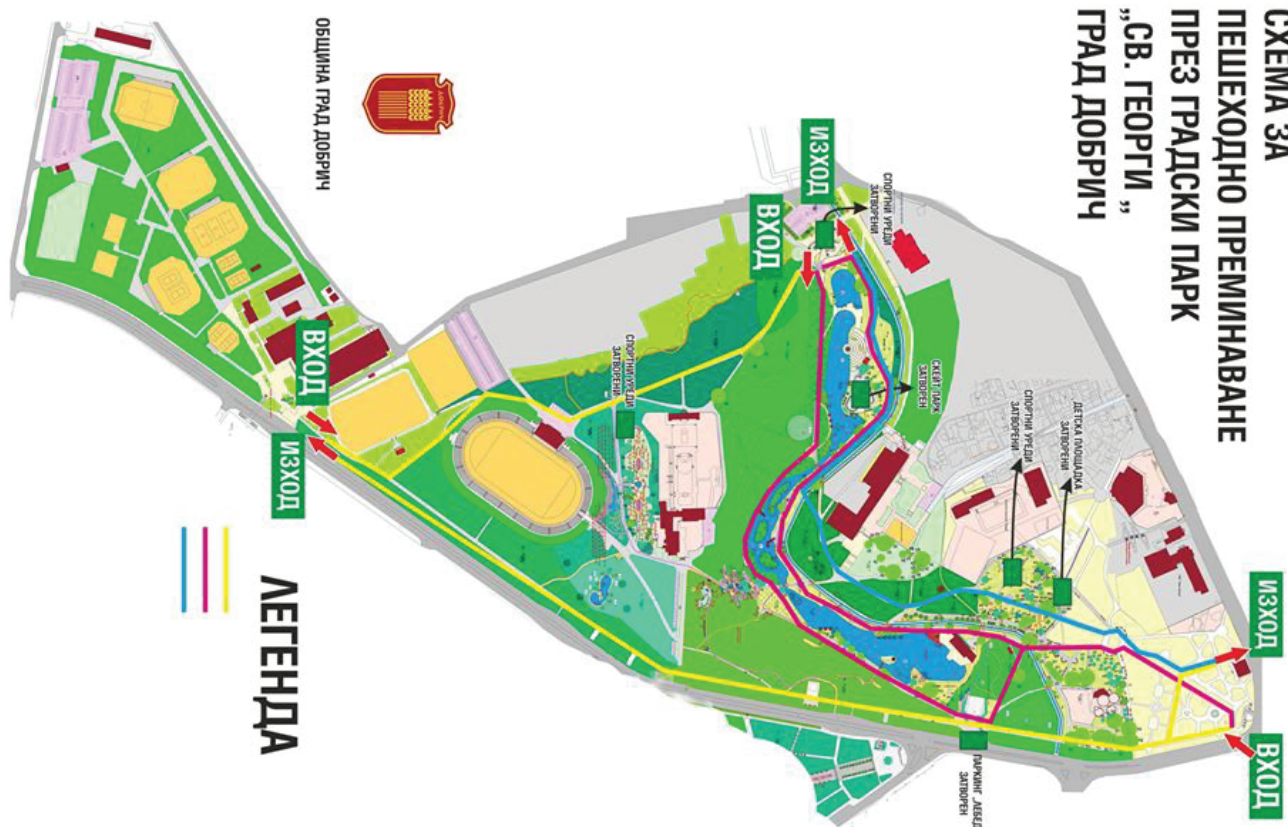 СХЕМА ЗА
ПЕШЕХОДНО ПРЕМИНАВАНЕ
ПРЕЗ ГРАДСКИ ПАРК
„СВ. ГЕОРГИ ”
ГРАД ДОБРИЧ
ИЗХОД
ВХОД
ДЕТСКА ПЛОЩАДКА
ЗАТВОРЕНИ
СПОРТНИ УРЕДИ
ЗАТВОРЕНИ
СКЕЙТ ПАРК
ЗАТВОРЕН
СПОРТНИ УРЕДИ
ЗАТВОРЕНИ
ИЗХОД
ВХОД
ПАРКИНГ „ЛЕБЕД
ЗАТВОРЕН
СПОРТНИ УРЕДИ
ЗАТВОРЕНИ
ДОБРИЧ
ОБЩИНА ГРАД ДОБРИЧ
ВХОД
ИЗХОД
ЛЕГЕНДА